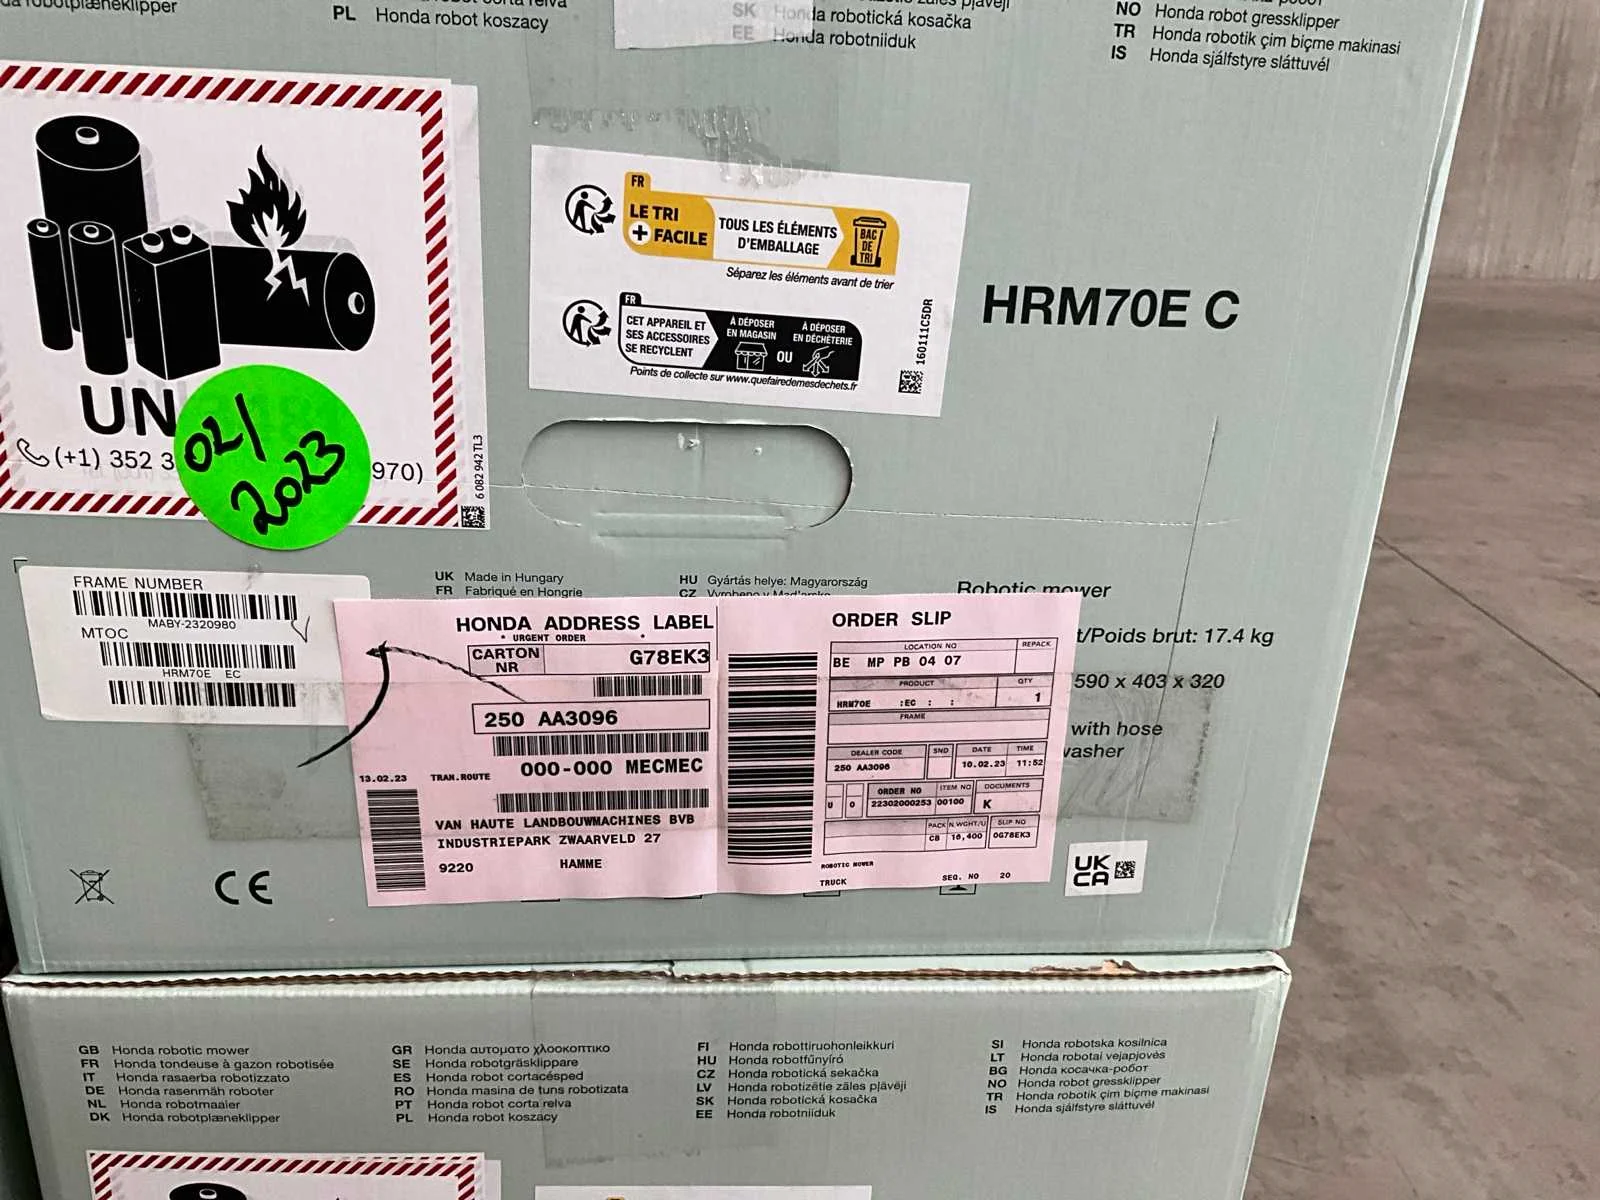 PL Honda robot koszacy
SK Honda robotická kosačka
EE Honda robotniiduk
NO Honda robot gressklipper
TR Honda robotik çim biçme makinasi
IS Honda sjálfstyre sláttuvél
FR
LE TRI
+ FACILE
TOUS LES ÉLÉMENTS
D'EMBALLAGE
BAC
DE
TRI
Séparez les éléments avant de trier
FR
CET APPAREIL ET
SES ACCESSOIRES
SE RECYCLENT
À DÉPOSER
EN MAGASIN
OU
À DÉPOSER
EN DÉCHÈTERIE
Points de collecte sur www.quefairedemesdechets.fr
160111C5DR
HRM70E C
UN
(+1) 352 3
970)
02/
2023
6 082 942 TL3
FRAME NUMBER
MABY-2320980
MTOC
HRM70E EC
UK Made in Hungary
FR Fabriqué en Hongrie
HU Gyártás helye: Magyarország
CZ
Robotic mower
t/Poids brut: 17.4 kg
590 x 403 x 320
with hose
washer
HONDA ADDRESS LABEL
* URGENT ORDER *
CARTON
NR
G78EK3
250 AA3096
13.02.23 TRAN.ROUTE 000-000 MECMEC
VAN HAUTE LANDBOUWMACHINES BVB
INDUSTRIEPARK ZWAARVELD 27
9220 HAMME
ORDER SLIP
LOCATION NO REPACK
BE MP PB 04 07
PRODUCT QTY
HRM70E :EC : : 1
FRAME
DEALER CODE SND DATE TIME
250 AA3096 10.02.23 11:52
ORDER NO ITEM NO DOCUMENTS
U O 22302000253 00100 K
PACK N.WGHT/U SLIP NO
CB 16,400 0G78EK3
ROBOTIC MOWER
TRUCK SEQ. NO 20
CE
UK
CA
GB Honda robotic mower
FR Honda tondeuse à gazon robotisée
IT Honda rasaerba robotizzato
DE Honda rasenmäh roboter
NL Honda robotmaaier
DK Honda robotplæneklipper
GR Honda αυτοματο χλοοκοπτικο
SE Honda robotgräsklippare
ES Honda robot cortacésped
RO Honda masina de tuns robotizata
PT Honda robot corta relva
PL Honda robot koszacy
FI Honda robottiruohonleikkuri
HU Honda robotfűnyíró
CZ Honda robotická sekačka
LV Honda robotizētie zāles pļāvēji
SK Honda robotická kosačka
EE Honda robotniiduk
SI Honda robotska kosilnica
LT Honda robotai vejapjovės
BG Honda косачка-робот
NO Honda robot gressklipper
TR Honda robotik çim biçme makinasi
IS Honda sjálfstyre sláttuvél